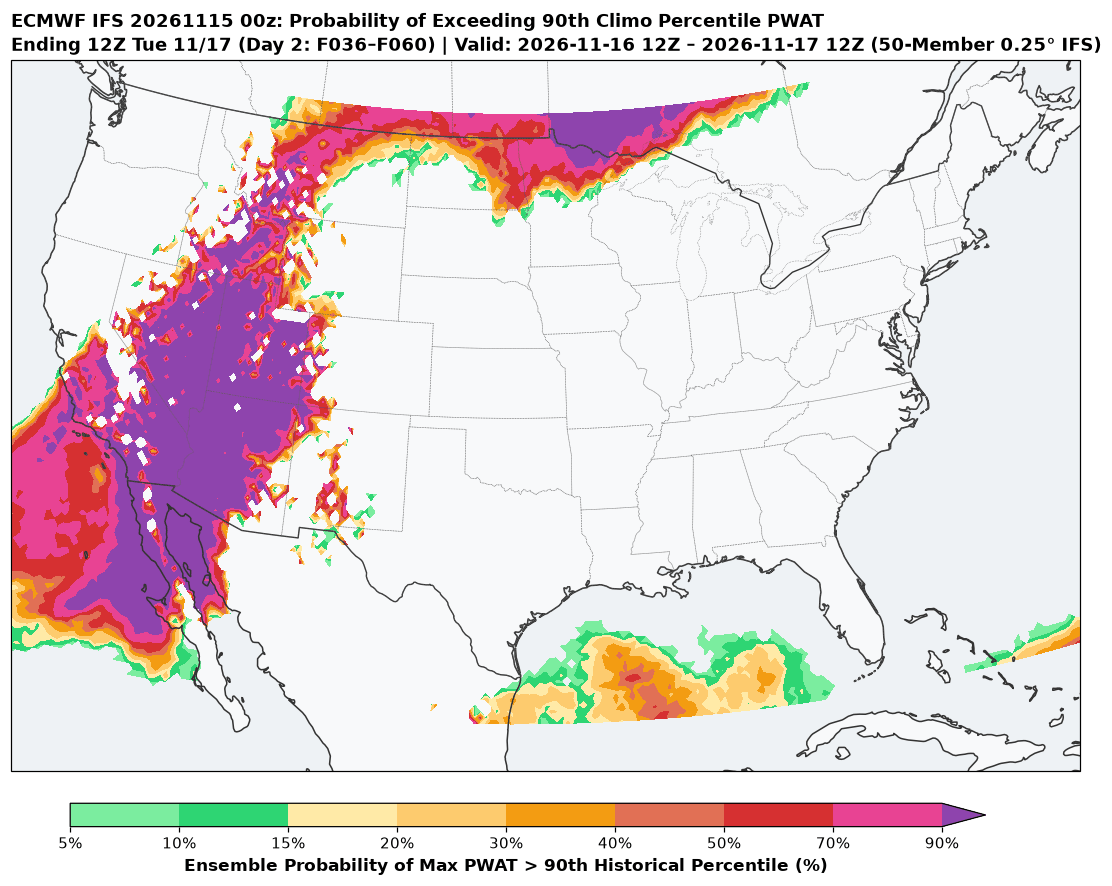 ECMWF IFS 20261115 00z: Probability of Exceeding 90th Climo Percentile PWAT
Ending 12Z Tue 11/17 (Day 2: F036–F060) | Valid: 2026-11-16 12Z – 2026-11-17 12Z (50-Member 0.25° IFS)
5% 10% 15% 20% 30% 40% 50% 70% 90%
Ensemble Probability of Max PWAT > 90th Historical Percentile (%)